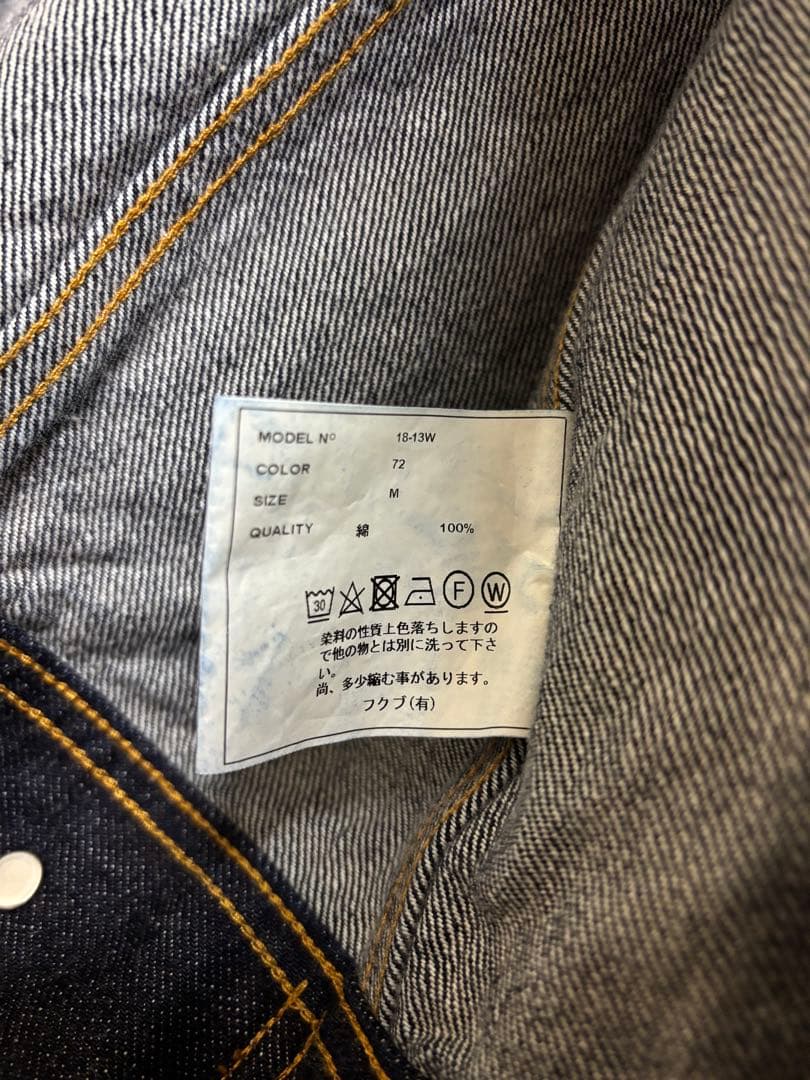 MODEL Nº 18-13W
COLOR 72
SIZE M
QUALITY 綿 100%
30 F W
染料の性質上色落ちしますの
で他の物とは別に洗って下さ
い。
尚、多少縮む事があります。
フクブ(有)